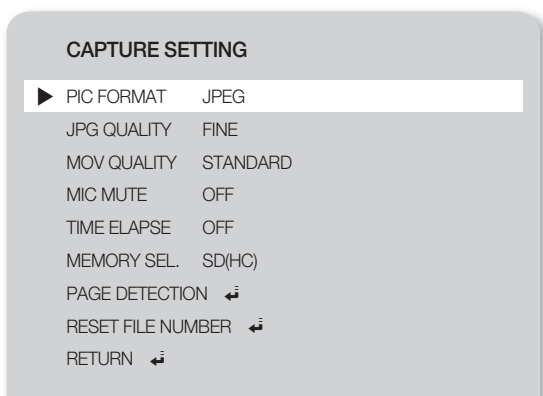 CAPTURE SETTING
PIC FORMAT JPEG
JPG QUALITY FINE
MOV QUALITY STANDARD
MIC MUTE OFF
TIME ELAPSE OFF
MEMORY SEL. SD(HC)
PAGE DETECTION
RESET FILE NUMBER
RETURN